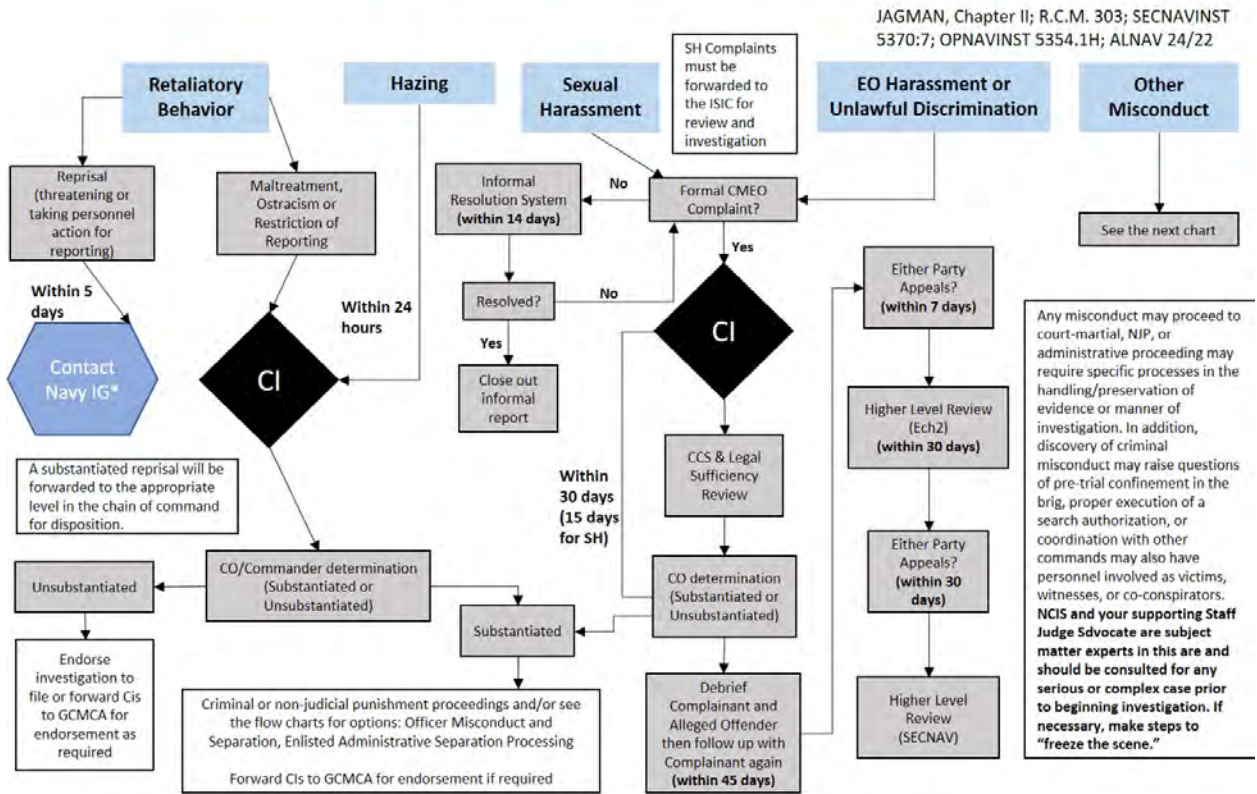 JAGMAN, Chapter II; R.C.M. 303; SECNAVINST
5370:7; OPNAVINST 5354.1H; ALNAV 24/22
Retaliatory
Behavior
Hazing
Sexual
Harassment
SH Complaints
must be
forwarded to
the ISIC for
review and
investigation
EO Harassment or
Unlawful Discrimination
Other
Misconduct
Reprisal
(threatening or
taking personnel
action for
reporting)
Maltreatment,
Ostracism or
Restriction of
Reporting
Informal
Resolution System
(within 14 days)
No
Formal CMEO
Complaint?
See the next chart
Within 5
days
Contact
Navy IG*
Within 24
hours
CI
Resolved?
No
Yes
Close out
informal
report
Yes
CI
Either Party
Appeals?
(within 7 days)
Higher Level Review
(Ech2)
(within 30 days)
Either Party
Appeals?
(within 30
days)
Higher Level
Review
(SECNAV)
A substantiated reprisal will be
forwarded to the appropriate
level in the chain of command
for disposition.
Within
30 days
(15 days
for SH)
CCS & Legal
Sufficiency
Review
Unsubstantiated
CO/Commander determination
(Substantiated or
Unsubstantiated)
Substantiated
CO determination
(Substantiated or
Unsubstantiated)
Endorse
investigation to
file or forward Cis
to GCMCA for
endorsement as
required
Criminal or non-judicial punishment proceedings and/or see
the flow charts for options: Officer Misconduct and
Separation, Enlisted Administrative Separation Processing
Forward CIs to GCMCA for endorsement if required
Debrief
Complainant and
Alleged Offender
then follow up with
Complainant again
(within 45 days)
Any misconduct may proceed to
court-martial, NJP, or
administrative proceeding may
require specific processes in the
handling/preservation of
evidence or manner of
investigation. In addition,
discovery of criminal
misconduct may raise questions
of pre-trial confinement in the
brig, proper execution of a
search authorization, or
coordination with other
commands may also have
personnel involved as victims,
witnesses, or co-conspirators.
NCIS and your supporting Staff
Judge Sdvocate are subject
matter experts in this are and
should be consulted for any
serious or complex case prior
to beginning investigation. If
necessary, make steps to
"freeze the scene."